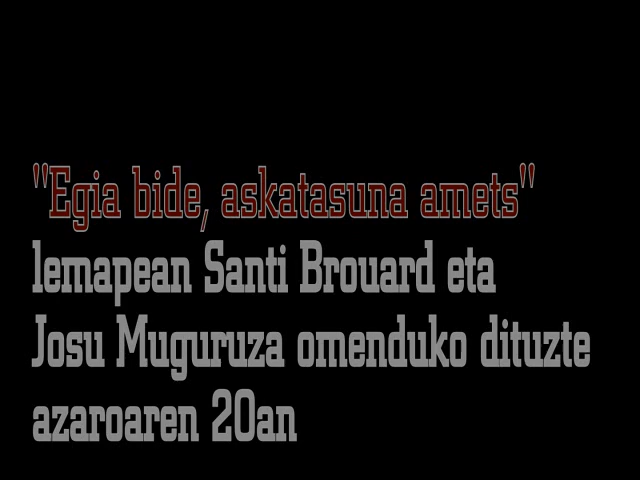 "Egia bide, askatasuna amets"
lemapean Santi Brouard eta
Josu Muguruza omenduko dituzte
azaroaren 20an